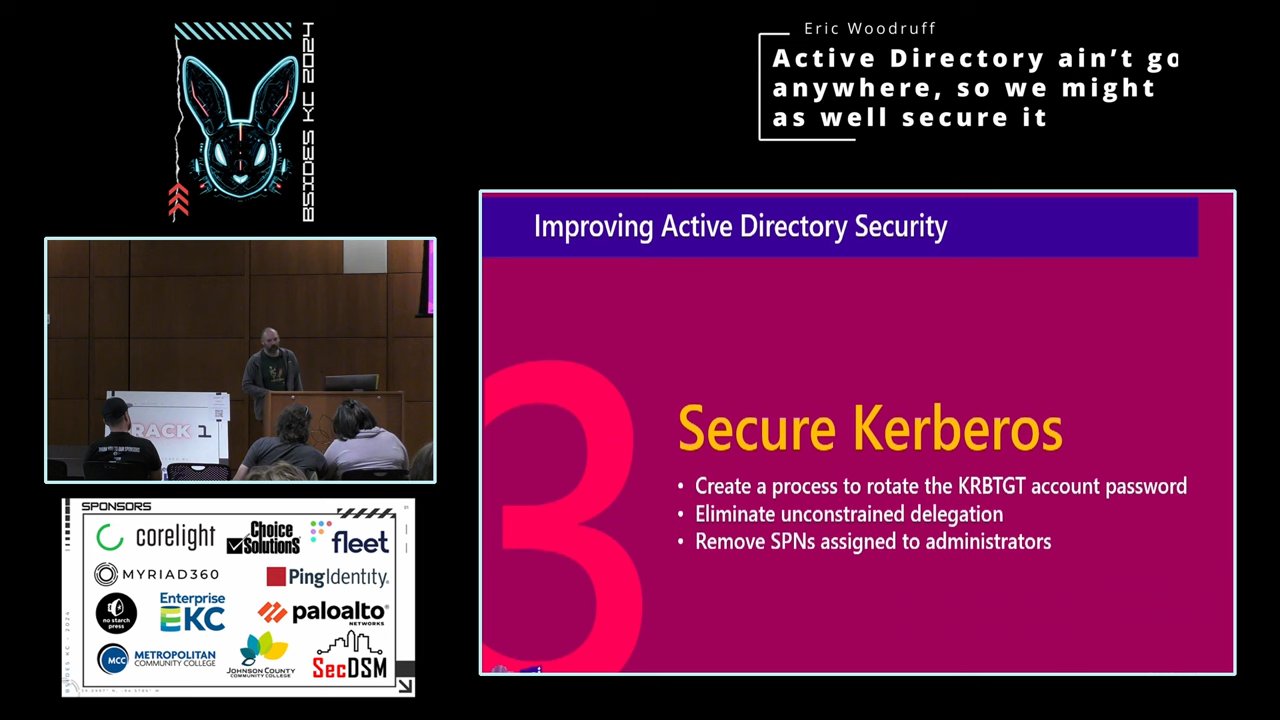 BSIDES KC 2024
Eric Woodruff
Active Directory ain't go
anywhere, so we might
as well secure it
Improving Active Directory Security
3
Secure Kerberos
• Create a process to rotate the KRBTGT account password
• Eliminate unconstrained delegation
• Remove SPNs assigned to administrators
RACK 1
SPONSORS
corelight
Choice
Solutions
fleet
MYRIAD360
PingIdentity.
no starch
press
Enterprise
EKC
paloalto
NETWORKS
MCC
METROPOLITAN
COMMUNITY COLLEGE
JOHNSON COUNTY
COMMUNITY COLLEGE
SecDSM